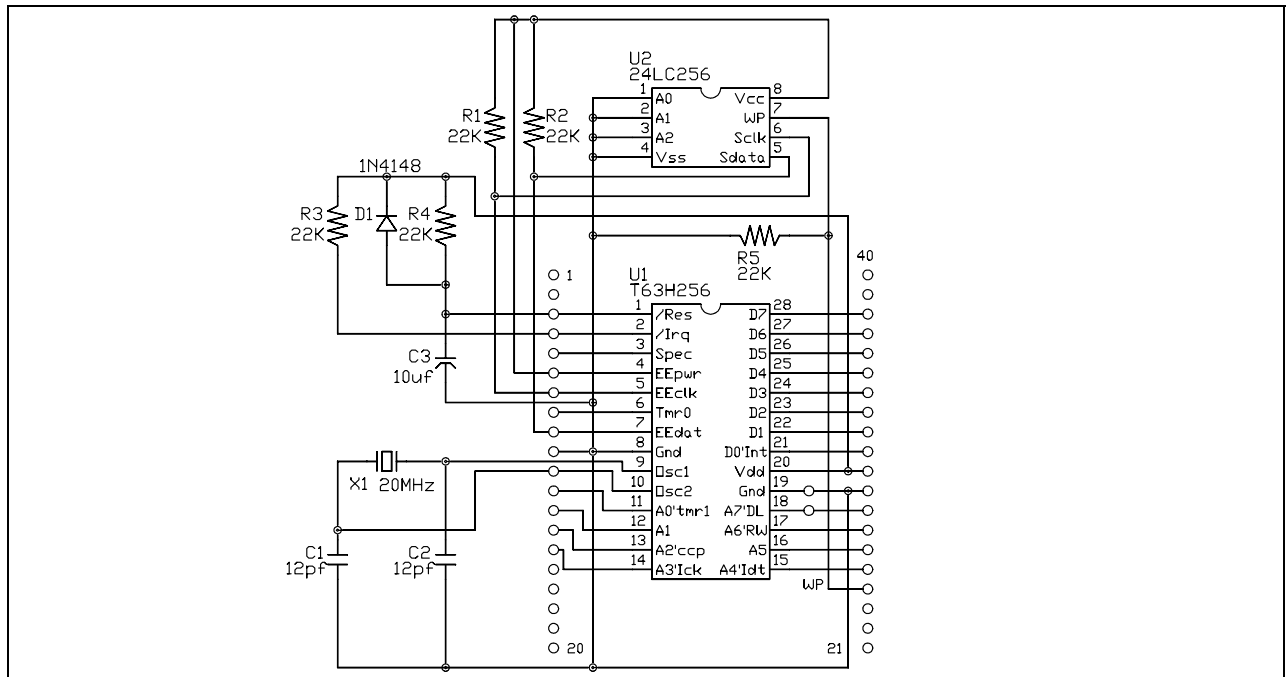 U2
24LC256
1 A0 Vcc 8
2 A1 WP 7
3 A2 Sclk 6
4 Vss Sdata 5
R1
22K
R2
22K
1N4148
R3
22K
D1
R4
22K
R5
22K
40
1
U1
T63H256
1 /Res D7 28
2 /Irq D6 27
3 Spec D5 26
4 EEpwr D4 25
5 EEclk D3 24
6 Tmr0 D2 23
7 EEdat D1 22
8 Gnd D0'Int 21
9 Osc1 Vdd 20
10 Osc2 Gnd 19
11 A0'tmr1 A7'DL 18
12 A1 A6'RW 17
13 A2'ccp A5 16
14 A3'Ick A4'Idt 15
C3
10uf
X1 20MHz
C1
12pf
C2
12pf
WP
20
21